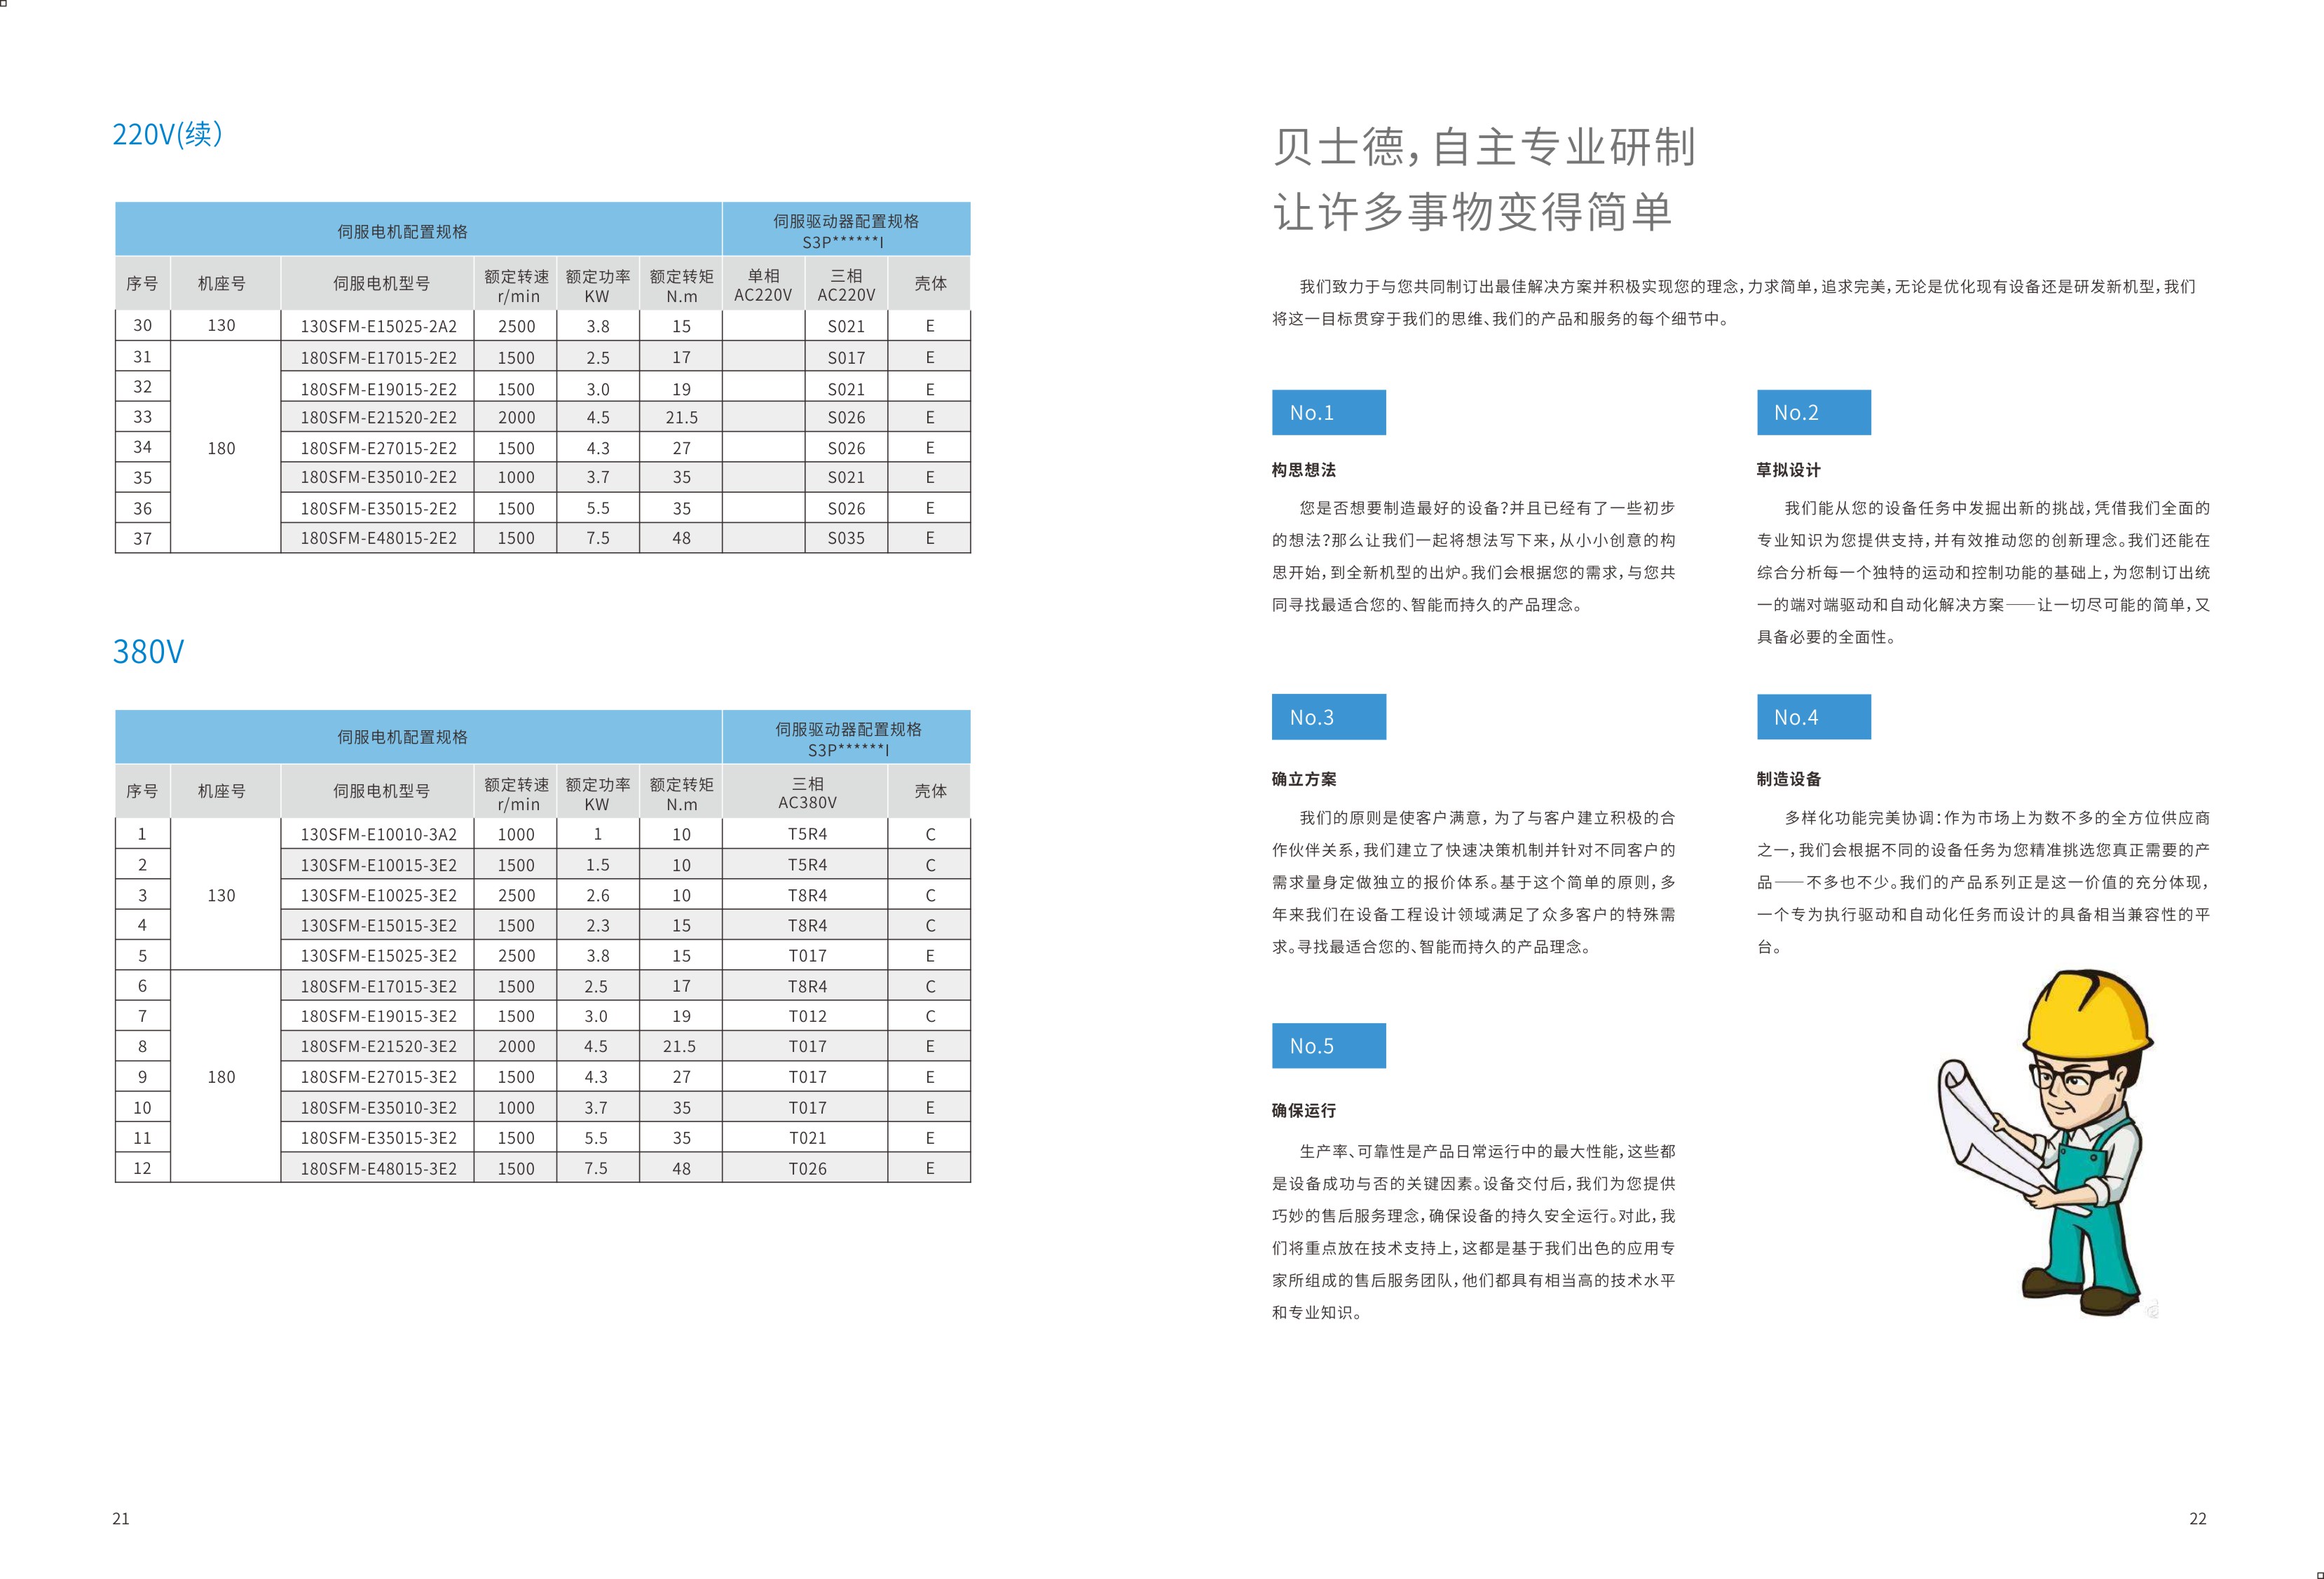 220V(续）
伺服电机配置规格 伺服驱动器配置规格
S3P******I
序号 机座号 伺服电机型号 额定转速 r/min 额定功率 KW 额定转矩 N.m 单相 AC220V 三相 AC220V 壳体
30 130 130SFM-E15025-2A2 2500 3.8 15 S021 E
31 180SFM-E17015-2E2 1500 2.5 17 S017 E
32 180SFM-E19015-2E2 1500 3.0 19 S021 E
33 180SFM-E21520-2E2 2000 4.5 21.5 S026 E
34 180 180SFM-E27015-2E2 1500 4.3 27 S026 E
35 180SFM-E35010-2E2 1000 3.7 35 S021 E
36 180SFM-E35015-2E2 1500 5.5 35 S026 E
37 180SFM-E48015-2E2 1500 7.5 48 S035 E
380V
伺服电机配置规格 伺服驱动器配置规格
S3P******I
序号 机座号 伺服电机型号 额定转速 r/min 额定功率 KW 额定转矩 N.m 三相 AC380V 壳体
1 130SFM-E10010-3A2 1000 1 10 T5R4 C
2 130SFM-E10015-3E2 1500 1.5 10 T5R4 C
3 130 130SFM-E10025-3E2 2500 2.6 10 T8R4 C
4 130SFM-E15015-3E2 1500 2.3 15 T8R4 C
5 130SFM-E15025-3E2 2500 3.8 15 T017 E
6 180SFM-E17015-3E2 1500 2.5 17 T8R4 C
7 180SFM-E19015-3E2 1500 3.0 19 T012 C
8 180SFM-E21520-3E2 2000 4.5 21.5 T017 E
9 180 180SFM-E27015-3E2 1500 4.3 27 T017 E
10 180SFM-E35010-3E2 1000 3.7 35 T017 E
11 180SFM-E35015-3E2 1500 5.5 35 T021 E
12 180SFM-E48015-3E2 1500 7.5 48 T026 E
21
贝士德，自主专业研制
让许多事物变得简单
我们致力于与您共同制订出最佳解决方案并积极实现您的理念，力求简单，追求完美，无论是优化现有设备还是研发新机型，我们
将这一目标贯穿于我们的思维、我们的产品和服务的每个细节中。
No.1
构思想法
您是否想要制造最好的设备？并且已经有了一些初步
的想法？那么让我们一起将想法写下来，从小小创意的构
思开始，到全新机型的出炉。我们会根据您的需求，与您共
同寻找最适合您的、智能而持久的产品理念。
No.2
草拟设计
我们能从您的设备任务中发掘出新的挑战，凭借我们全面的
专业知识为您提供支持，并有效推动您的创新理念。我们还能在
综合分析每一个独特的运动和控制功能的基础上，为您制订出统
一的端对端驱动和自动化解决方案——让一切尽可能的简单，又
具备必要的全面性。
No.3
确立方案
我们的原则是使客户满意，为了与客户建立积极的合
作伙伴关系，我们建立了快速决策机制并针对不同客户的
需求量身定做独立的报价体系。基于这个简单的原则，多
年来我们在设备工程设计领域满足了众多客户的特殊需
求。寻找最适合您的、智能而持久的产品理念。
No.4
制造设备
多样化功能完美协调：作为市场上为数不多的全方位供应商
之一，我们会根据不同的设备任务为您精准挑选您真正需要的产
品——不多也不少。我们的产品系列正是这一价值的充分体现，
一个专为执行驱动和自动化任务而设计的具备相当兼容性的平
台。
No.5
确保运行
生产率、可靠性是产品日常运行中的最大性能，这些都
是设备成功与否的关键因素。设备交付后，我们为您提供
巧妙的售后服务理念，确保设备的持久安全运行。对此，我
们将重点放在技术支持上，这都是基于我们出色的应用专
家所组成的售后服务团队，他们都具有相当高的技术水平
和专业知识。
22